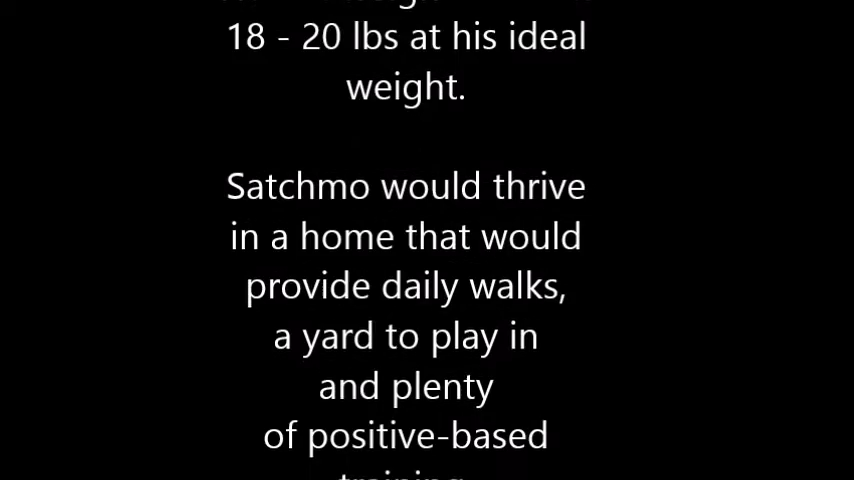 18 - 20 lbs at his ideal
weight.
Satchmo would thrive
in a home that would
provide daily walks,
a yard to play in
and plenty
of positive-based
training